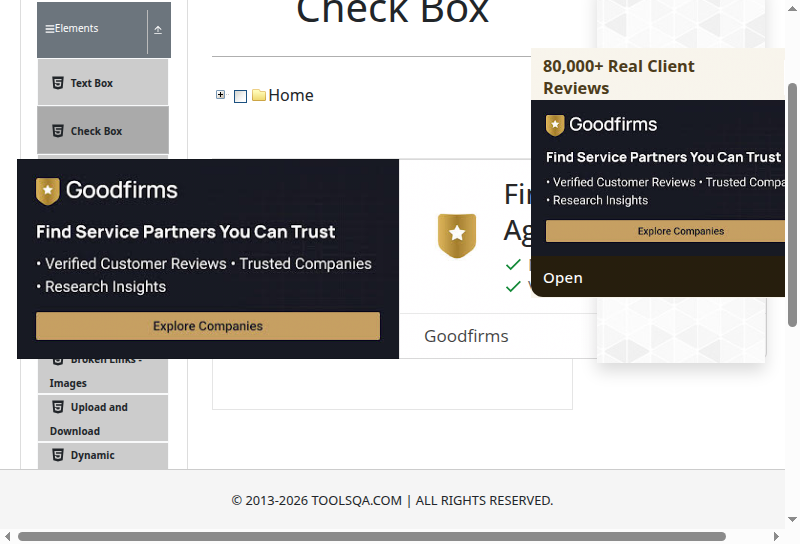 Check Box
Elements
Text Box
Check Box
Home
80,000+ Real Client
Reviews
Goodfirms
Find Service Partners You Can Trust
• Verified Customer Reviews • Trusted Compa
• Research Insights
Explore Companies
Open
Goodfirms
Find Service Partners You Can Trust
• Verified Customer Reviews • Trusted Companies
• Research Insights
Explore Companies
Goodfirms
Broken Links -
Images
Upload and
Download
Dynamic
© 2013-2026 TOOLSQA.COM | ALL RIGHTS RESERVED.